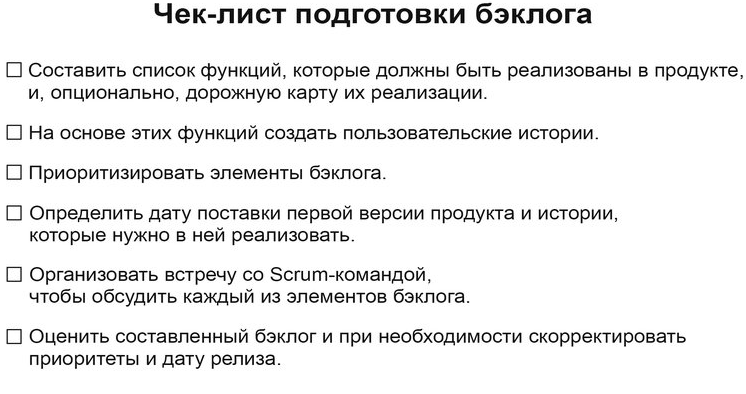 Чек-лист подготовки бэклога
Составить список функций, которые должны быть реализованы в продукте,
и, опционально, дорожную карту их реализации.
На основе этих функций создать пользовательские истории.
Приоритизировать элементы бэклога.
Определить дату поставки первой версии продукта и истории,
которые нужно в ней реализовать.
Организовать встречу со Scrum-командой,
чтобы обсудить каждый из элементов бэклога.
Оценить составленный бэклог и при необходимости скорректировать
приоритеты и дату релиза.